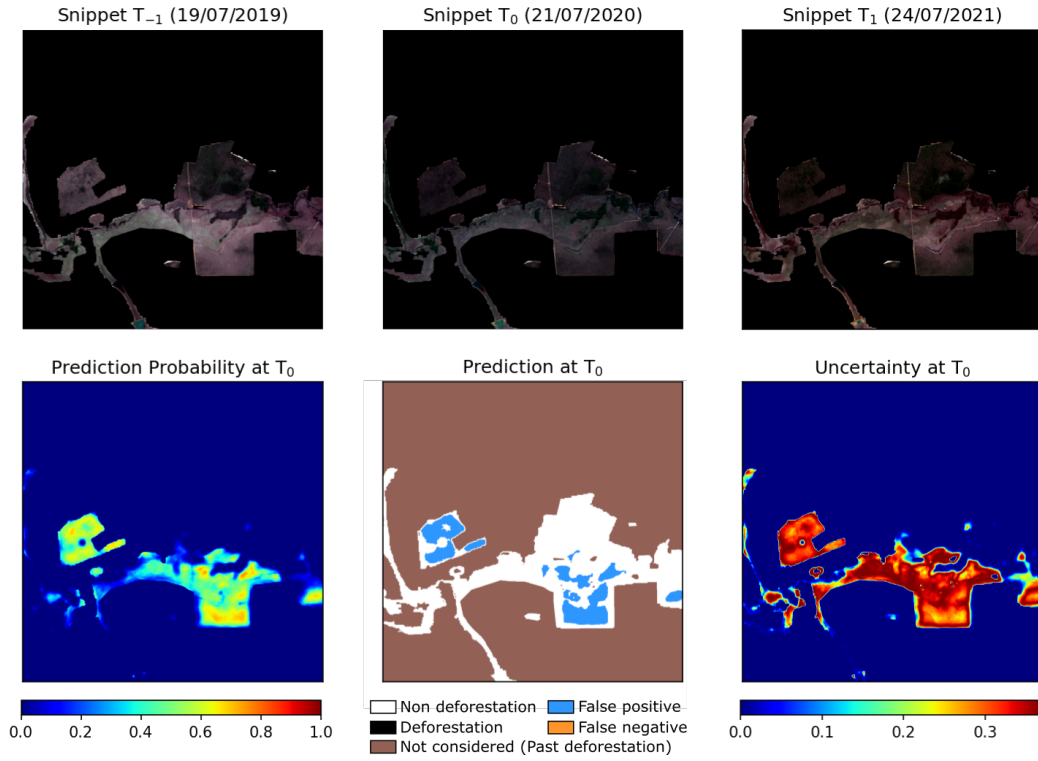 Snippet T₋₁ (19/07/2019)
Snippet T₀ (21/07/2020)
Snippet T₁ (24/07/2021)
Prediction Probability at T₀
Prediction at T₀
Uncertainty at T₀
0.0 0.2 0.4 0.6 0.8 1.0
Non deforestation
False positive
Deforestation
False negative
Not considered (Past deforestation)
0.0 0.1 0.2 0.3